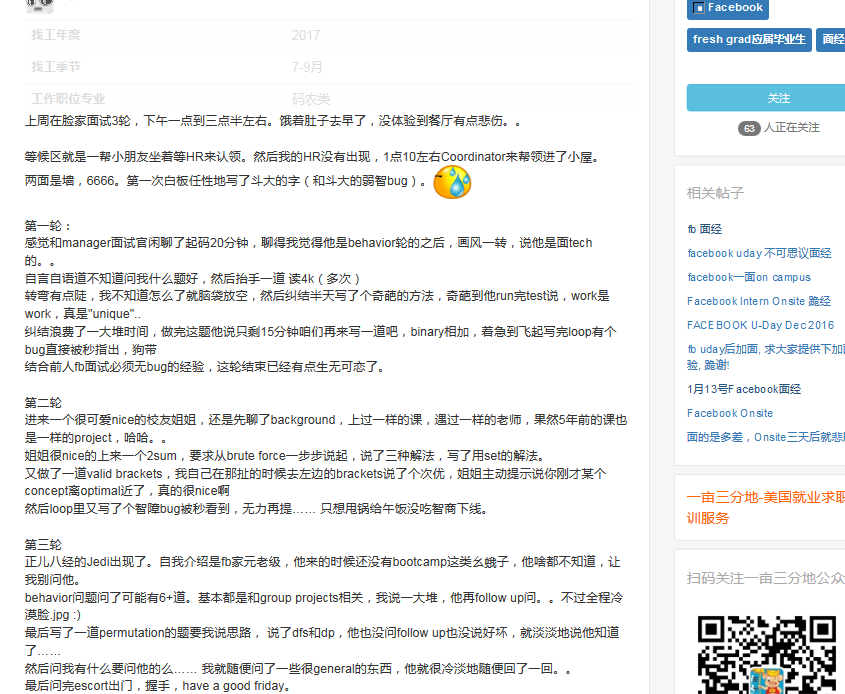 找工年度 2017
找工季节 7-9月
工作职位专业 码农类
上周在脸家面试3轮，下午一点到三点半左右。饿着肚子去早了，没体验到餐厅有点悲伤。。
等候区就是一帮小朋友坐着等HR来认领。然后我的HR没有出现，1点10左右Coordinator来帮领进了小屋。
两面是墙，6666。第一次白板任性地写了斗大的字（和斗大的弱智bug）。
第一轮：
感觉和manager面试官闲聊了起码20分钟，聊得我觉得他是behavior轮的之后，画风一转，说他是面tech
的。。
自言自语道不知道问我什么题好，然后抬手一道 读4k（多次）
转弯有点陡，我不知道怎么了就脑袋放空，然后纠结半天写了个奇葩的方法，奇葩到他run完test说，work是
work，真是"unique"..
纠结浪费了一大堆时间，做完这题他说只剩15分钟咱们再来写一道吧，binary相加，着急到飞起写完loop有个
bug直接被秒指出，狗带
结合前人fb面试必须无bug的经验，这轮结束已经有点生无可恋了。
第二轮
进来一个很可爱nice的校友姐姐，还是先聊了background，上过一样的课，遇过一样的老师，果然5年前的课也
是一样的project，哈哈。。
姐姐很nice的上来一个2sum，要求从brute force一步步说起，说了三种解法，写了用set的解法。
又做了一道valid brackets，我自己在那扯的时候去左边的brackets说了个次优，姐姐主动提示说你刚才某个
concept离optimal近了，真的很nice啊
然后loop里又写了个智障bug被秒看到，无力再提…… 只想甩锅给午饭没吃智商下线。
第三轮
正儿八经的Jedi出现了。自我介绍是fb家元老级，他来的时候还没有bootcamp这类幺蛾子，他啥都不知道，让
我别问他。
behavior问题问了可能有6+道。基本都是和group projects相关，我说一大堆，他再follow up问。。不过全程冷
漠脸.jpg :)
最后写了一道permutation的题要我说思路， 说了dfs和dp，他也没问follow up也没说好坏，就淡淡地说他知道
了……
然后问我有什么要问他的么…… 我就随便问了一些很general的东西，他就很冷淡地随便回了一回。。
最后问完escort出门，握手，have a good friday。
Facebook
fresh grad应届毕业生 面经
关注
63 人正在关注
相关帖子
fb 面经
facebook uday 不可思议面经
facebook一面on campus
Facebook Intern Onsite 跪经
FACEBOOK U-Day Dec 2016
fb uday后加面, 求大家提供下加面
验, 跪谢!
1月13号Facebook面经
Facebook Onsite
面的是多差，Onsite三天后就悲剧
一亩三分地-美国就业求职
训服务
扫码关注一亩三分地公众